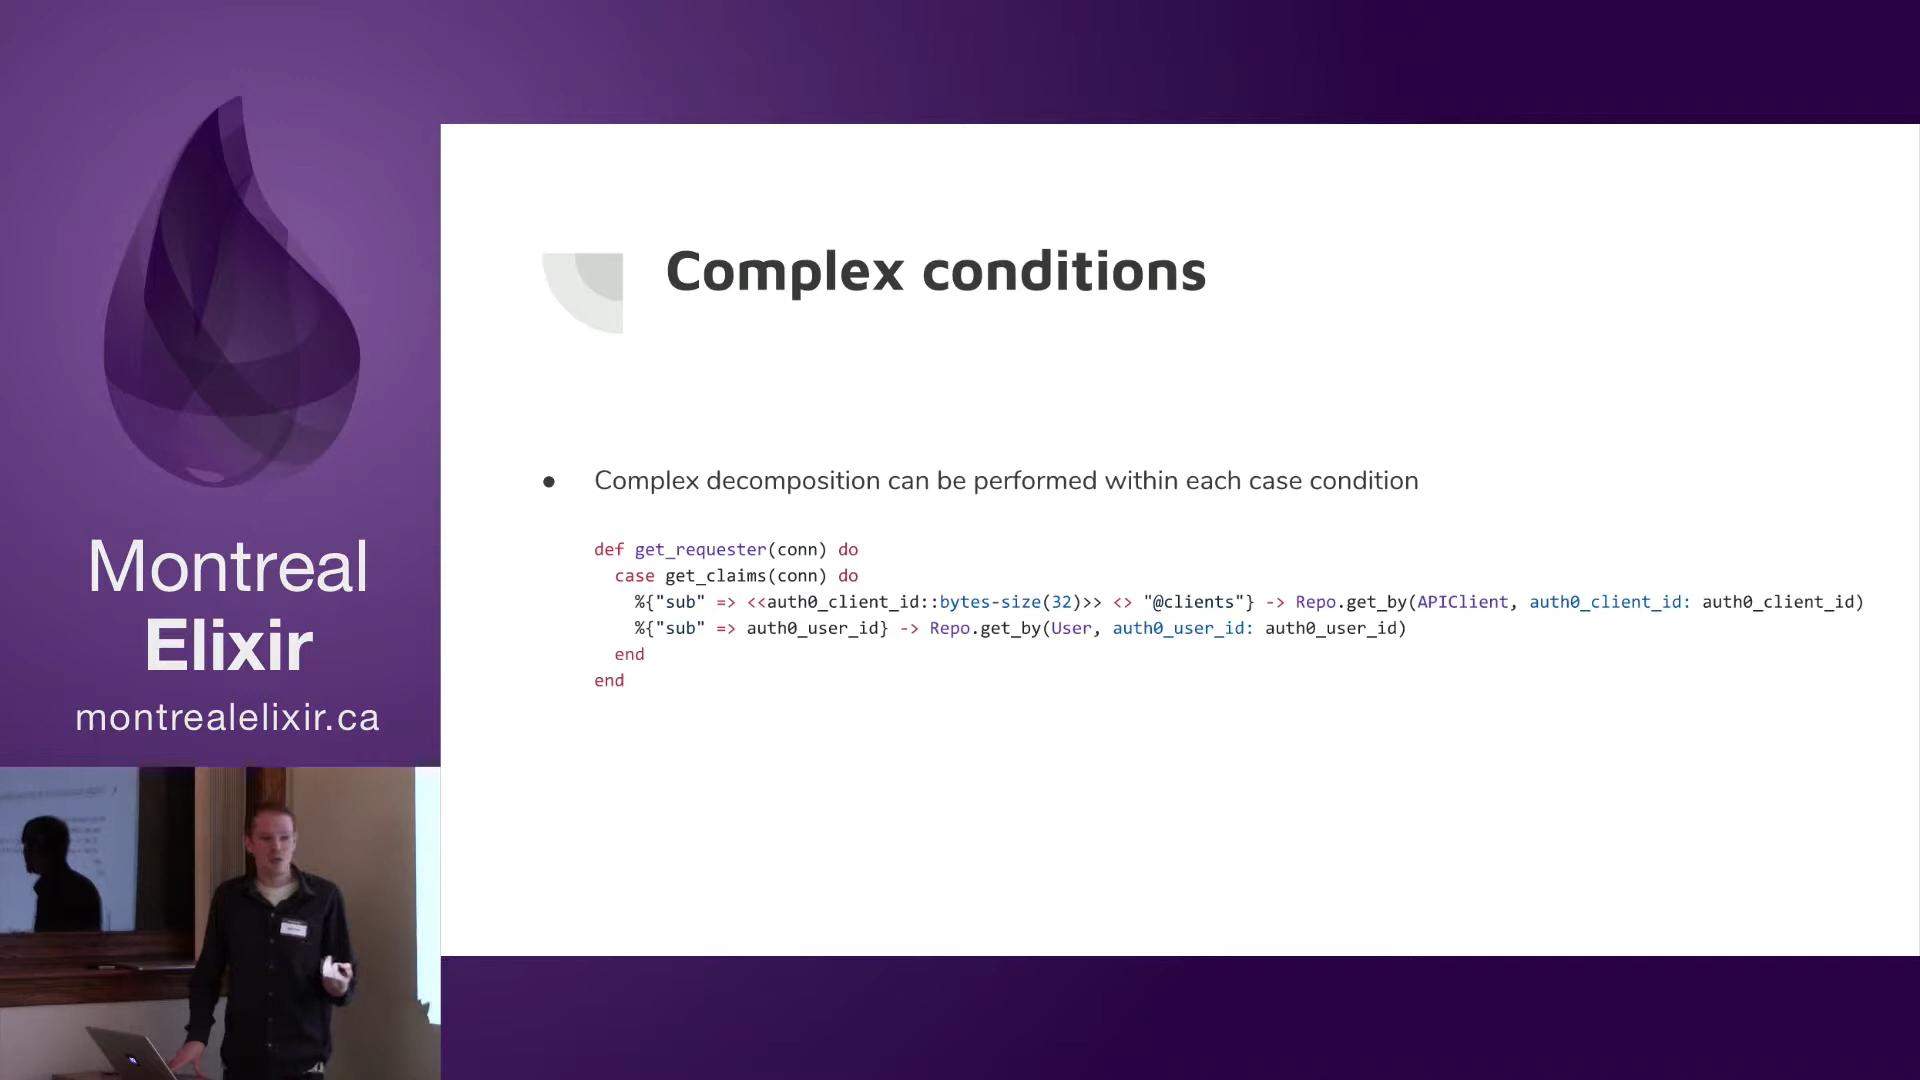 Montreal
Elixir
montrealelixir.ca
Complex conditions
● Complex decomposition can be performed within each case condition
def get_requester(conn) do
  case get_claims(conn) do
    %{"sub" => <<auth0_client_id::bytes-size(32)>> <> "@clients"} -> Repo.get_by(APIClient, auth0_client_id: auth0_client_id)
    %{"sub" => auth0_user_id} -> Repo.get_by(User, auth0_user_id: auth0_user_id)
  end
end